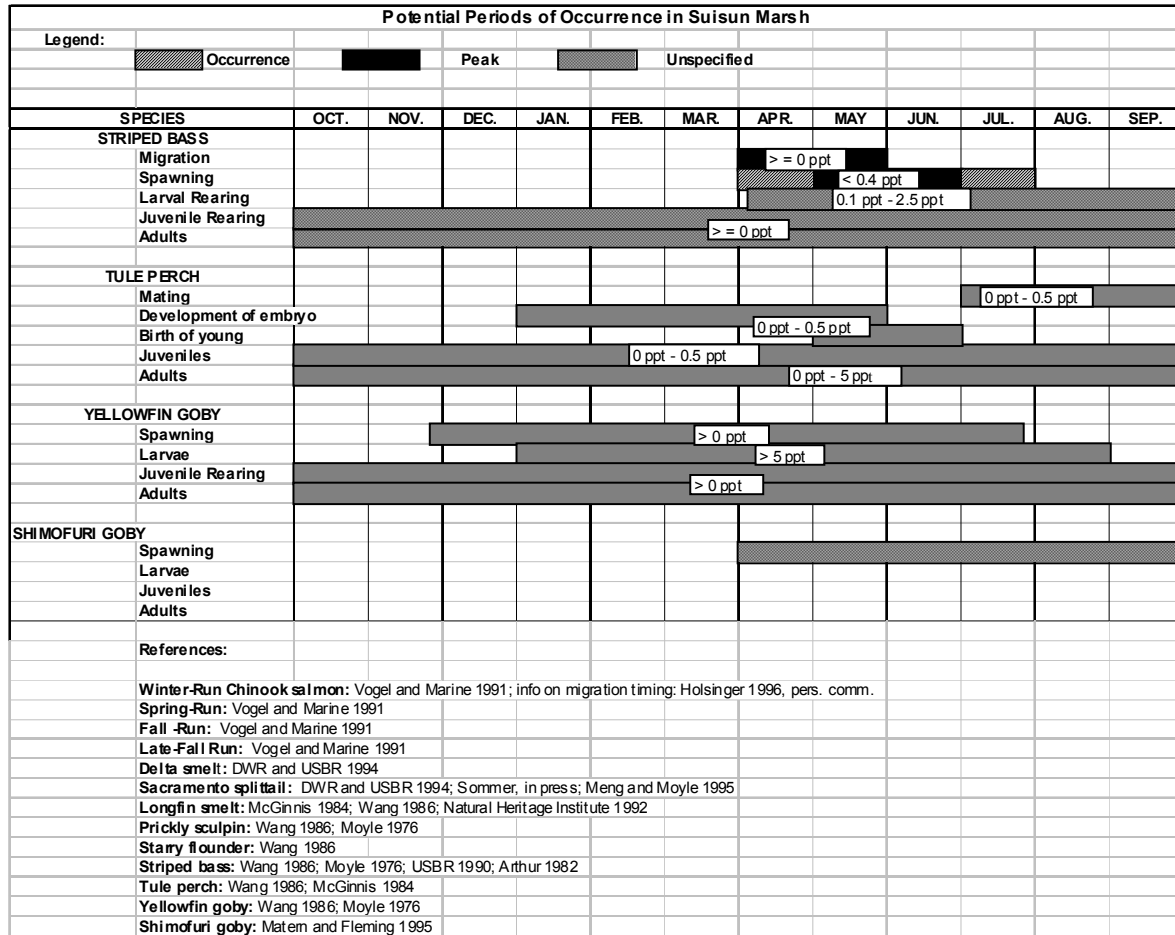 Potential Periods of Occurrence in Suisun Marsh
Legend:
Occurrence Peak Unspecified
SPECIES OCT. NOV. DEC. JAN. FEB. MAR. APR. MAY JUN. JUL. AUG. SEP.
STRIPED BASS
Migration > = 0 ppt
Spawning < 0.4 ppt
Larval Rearing 0.1 ppt - 2.5 ppt
Juvenile Rearing
> = 0 ppt
Adults
TULE PERCH
Mating 0 ppt - 0.5 ppt
Development of embryo
0 ppt - 0.5 ppt
Birth of young
Juveniles 0 ppt - 0.5 ppt
Adults 0 ppt - 5 ppt
YELLOWFIN GOBY
Spawning > 0 ppt
Larvae > 5 ppt
Juvenile Rearing
> 0 ppt
Adults
SHIMOFURI GOBY
Spawning
Larvae
Juveniles
Adults
References:
Winter-Run Chinook salmon: Vogel and Marine 1991; info on migration timing: Holsinger 1996, pers. comm.
Spring-Run: Vogel and Marine 1991
Fall -Run: Vogel and Marine 1991
Late-Fall Run: Vogel and Marine 1991
Delta smelt: DWR and USBR 1994
Sacramento splittail: DWR and USBR 1994; Sommer, in press; Meng and Moyle 1995
Longfin smelt: McGinnis 1984; Wang 1986; Natural Heritage Institute 1992
Prickly sculpin: Wang 1986; Moyle 1976
Starry flounder: Wang 1986
Striped bass: Wang 1986; Moyle 1976; USBR 1990; Arthur 1982
Tule perch: Wang 1986; McGinnis 1984
Yellowfin goby: Wang 1986; Moyle 1976
Shimofuri goby: Matern and Fleming 1995